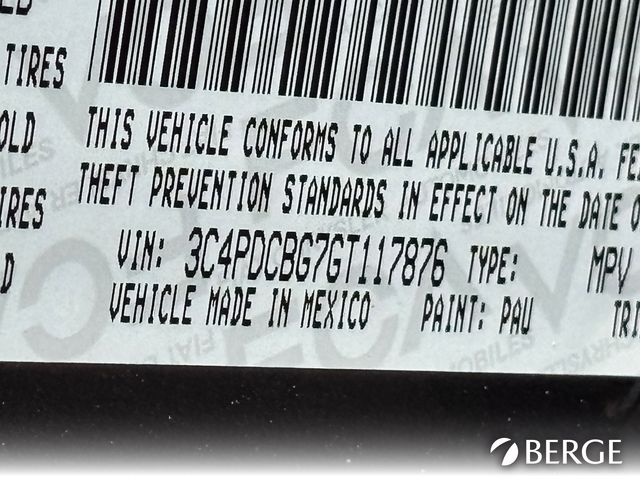 TIRES
THIS VEHICLE CONFORMS TO ALL APPLICABLE U.S.A. FE
OLD
THEFT PREVENTION STANDARDS IN EFFECT ON THE DATE O
IRES
VIN: 3C4PDCBG7GT117876 TYPE: MPV
D
VEHICLE MADE IN MEXICO PAINT: PAU TRI
BERGE